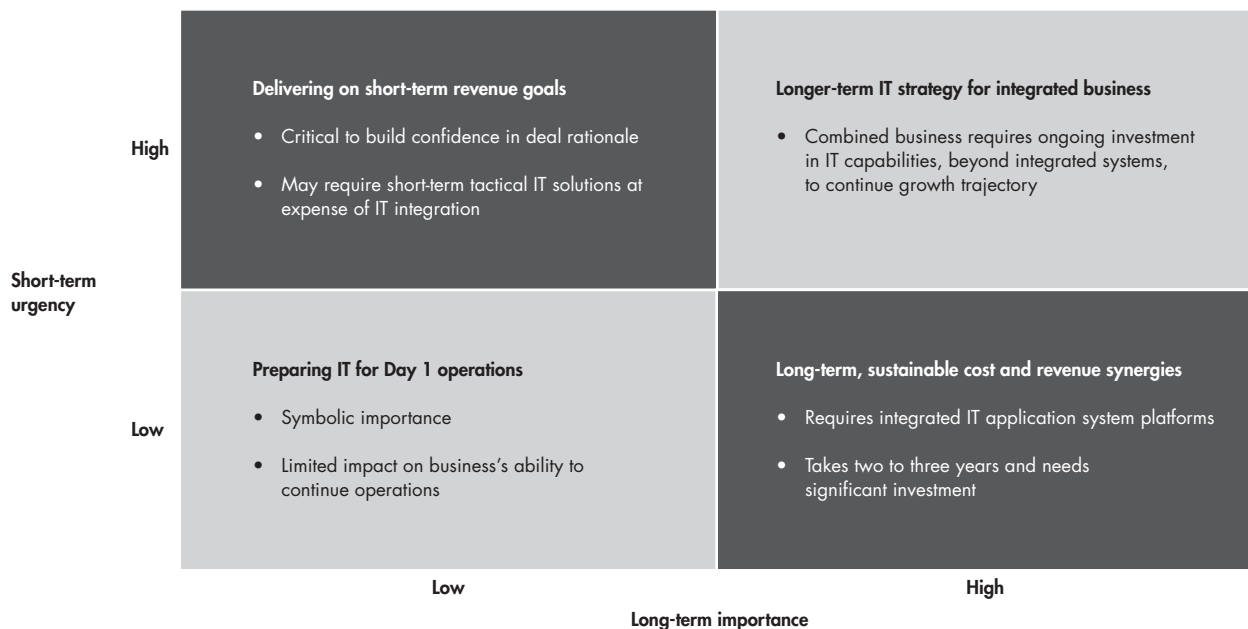 High
Delivering on short-term revenue goals
• Critical to build confidence in deal rationale
• May require short-term tactical IT solutions at
expense of IT integration
Longer-term IT strategy for integrated business
• Combined business requires ongoing investment
in IT capabilities, beyond integrated systems,
to continue growth trajectory
Short-term
urgency
Low
Preparing IT for Day 1 operations
• Symbolic importance
• Limited impact on business’s ability to
continue operations
Long-term, sustainable cost and revenue synergies
• Requires integrated IT application system platforms
• Takes two to three years and needs
significant investment
Low
High
Long-term importance